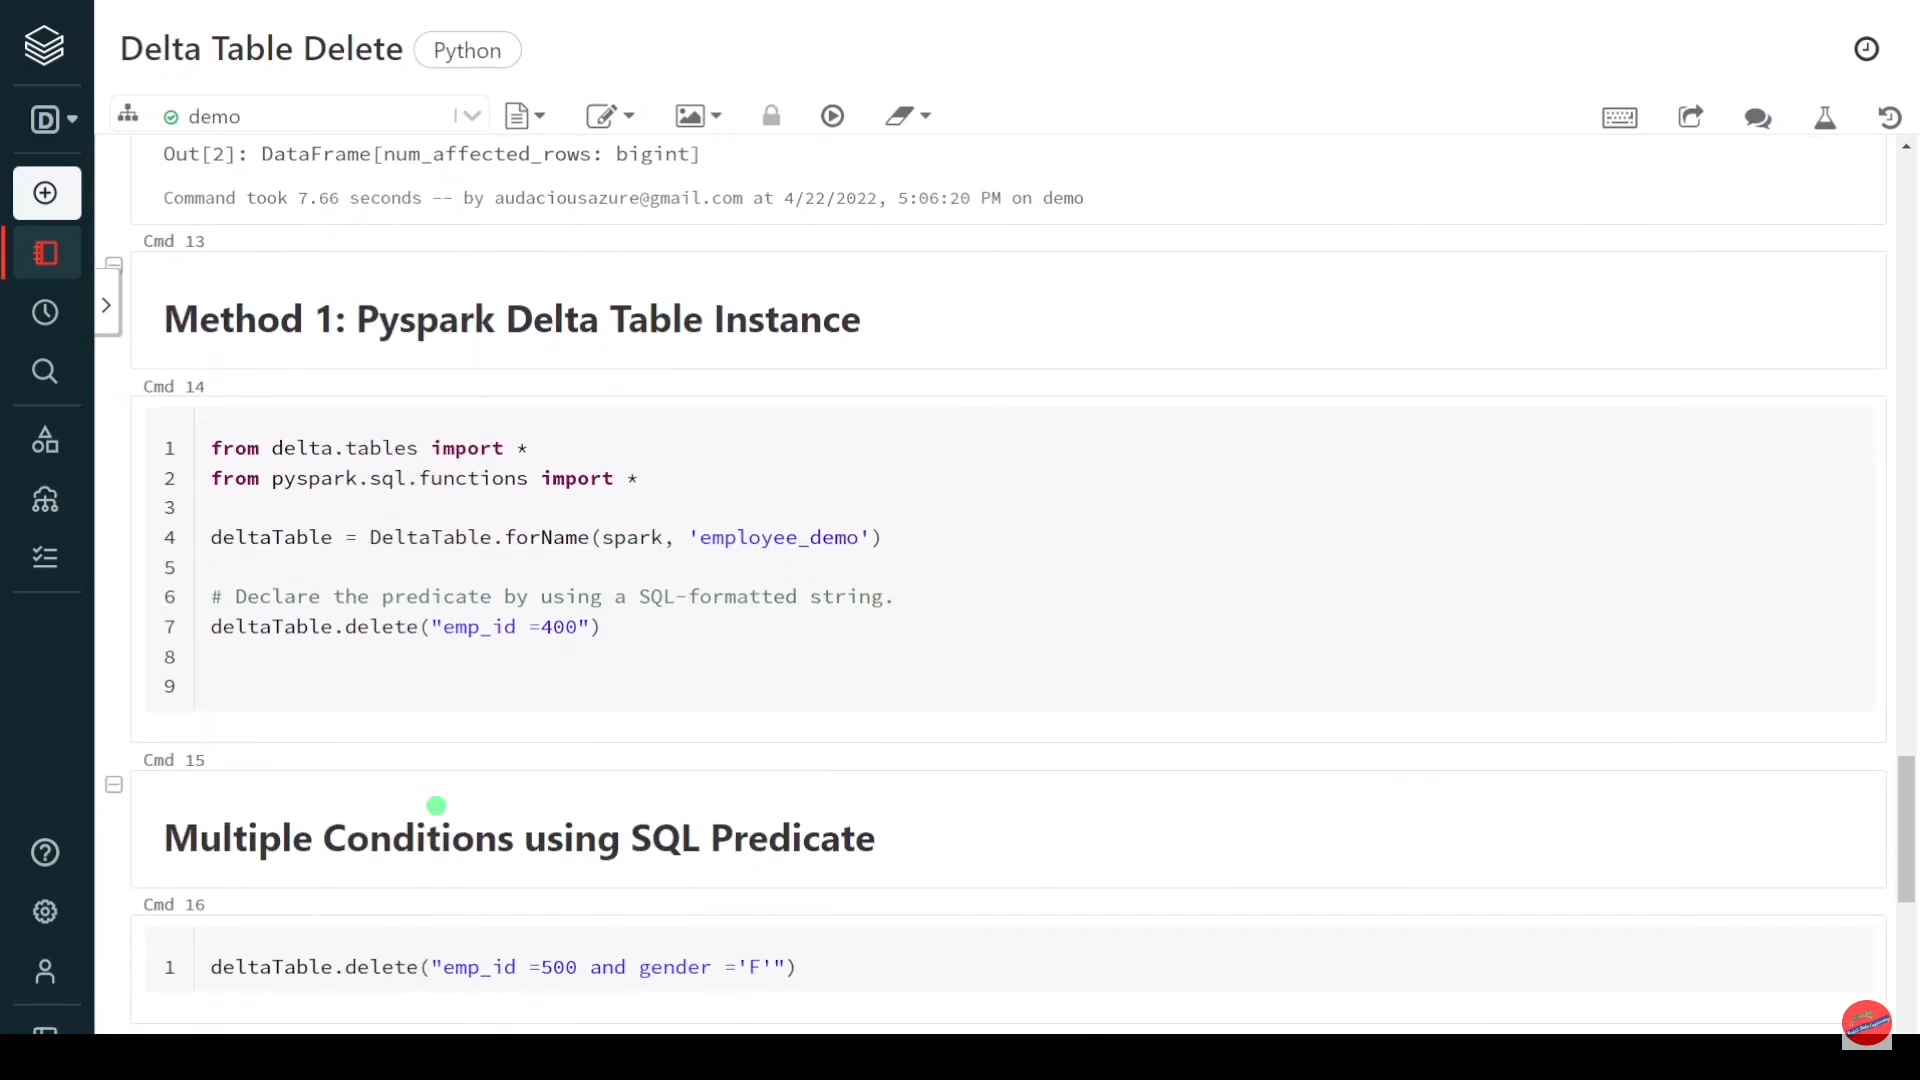 Delta Table Delete Python
demo
Out[2]: DataFrame[num_affected_rows: bigint]
Command took 7.66 seconds -- by audaciousazure@gmail.com at 4/22/2022, 5:06:20 PM on demo
Cmd 13
Method 1: Pyspark Delta Table Instance
Cmd 14
1 from delta.tables import *
2 from pyspark.sql.functions import *
3
4 deltaTable = DeltaTable.forName(spark, 'employee_demo')
5
6 # Declare the predicate by using a SQL-formatted string.
7 deltaTable.delete("emp_id =400")
8
9
Cmd 15
Multiple Conditions using SQL Predicate
Cmd 16
1 deltaTable.delete("emp_id =500 and gender ='F'")